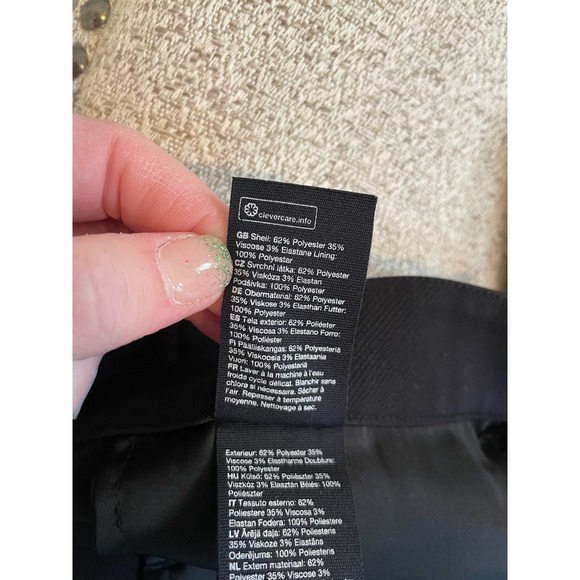 clevercare.info
GB Shell: 62% Polyester 35%
Viscose 3% Elastane Lining:
100% Polyester
CZ Svrchní látka: 62% Polyester
35% Viskóza 3% Elastan
Podšívka: 100% Polyester
DE Obermaterial: 62% Polyester
35% Viskose 3% Elasthan Futter:
100% Polyester
ES Tela exterior: 62% Poliéster
35% Viscosa 3% Elastano Forro:
100% Poliéster
FI Päälliskangas: 62% Polyesteriä
35% Viskoosia 3% Elastaania
Vuori: 100% Polyesteria
FR Laver à la machine à l'eau
froide cycle délicat. Blanchir sans
chlore si nécessaire. Sécher à
l'air. Repasser à température
moyenne. Nettoyage à sec.
Exterieur: 62% Polyester 35%
Viscose 3% Elasthanne Doublure:
100% Polyester
HU Külső: 62% Poliészter 35%
Viszkóz 3% Elasztán Bélés: 100%
Poliészter
IT Tessuto esterno: 62%
Poliestere 35% Viscosa 3%
Elastan Fodera: 100% Poliestere
LV Ārējā daļa: 62% Poliesteris
35% Viskoze 3% Elastāns
Oderējums: 100% Poliesteris
NL Extern materiaal: 62%
Polyester 35% Viscose 3%